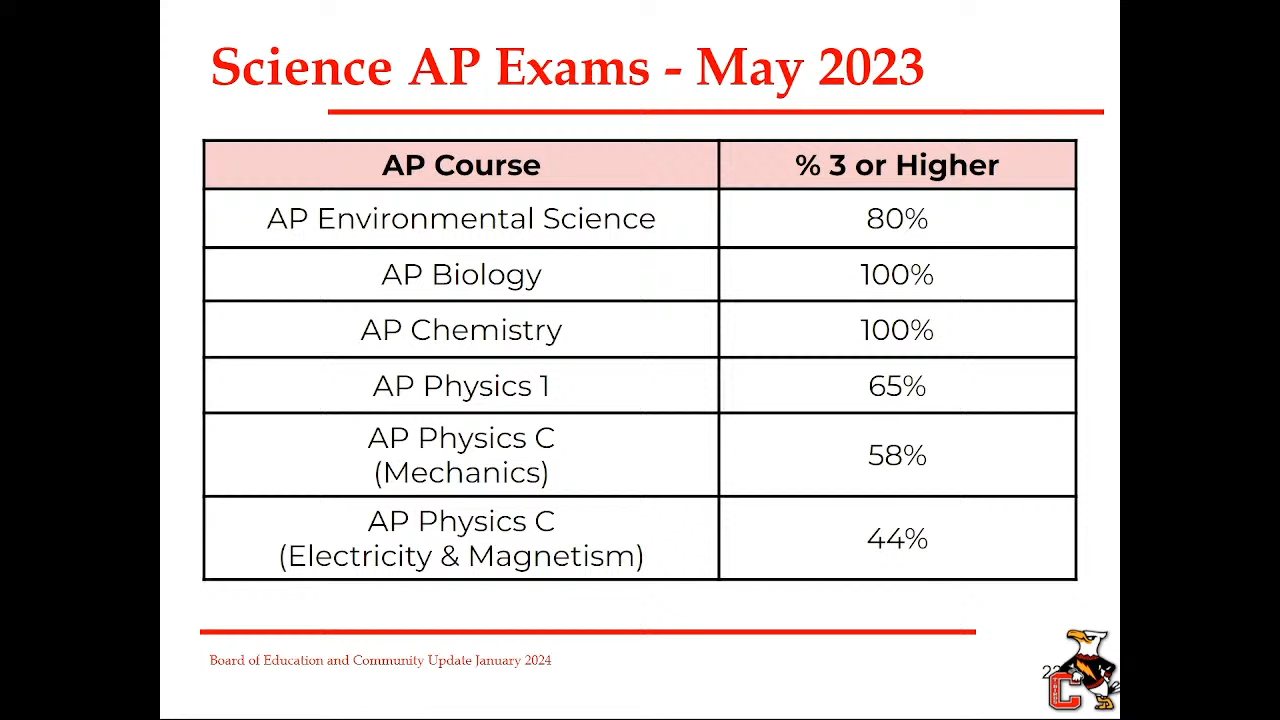 Science AP Exams - May 2023
AP Course % 3 or Higher
AP Environmental Science 80%
AP Biology 100%
AP Chemistry 100%
AP Physics 1 65%
AP Physics C
(Mechanics) 58%
AP Physics C
(Electricity & Magnetism) 44%
Board of Education and Community Update January 2024
C